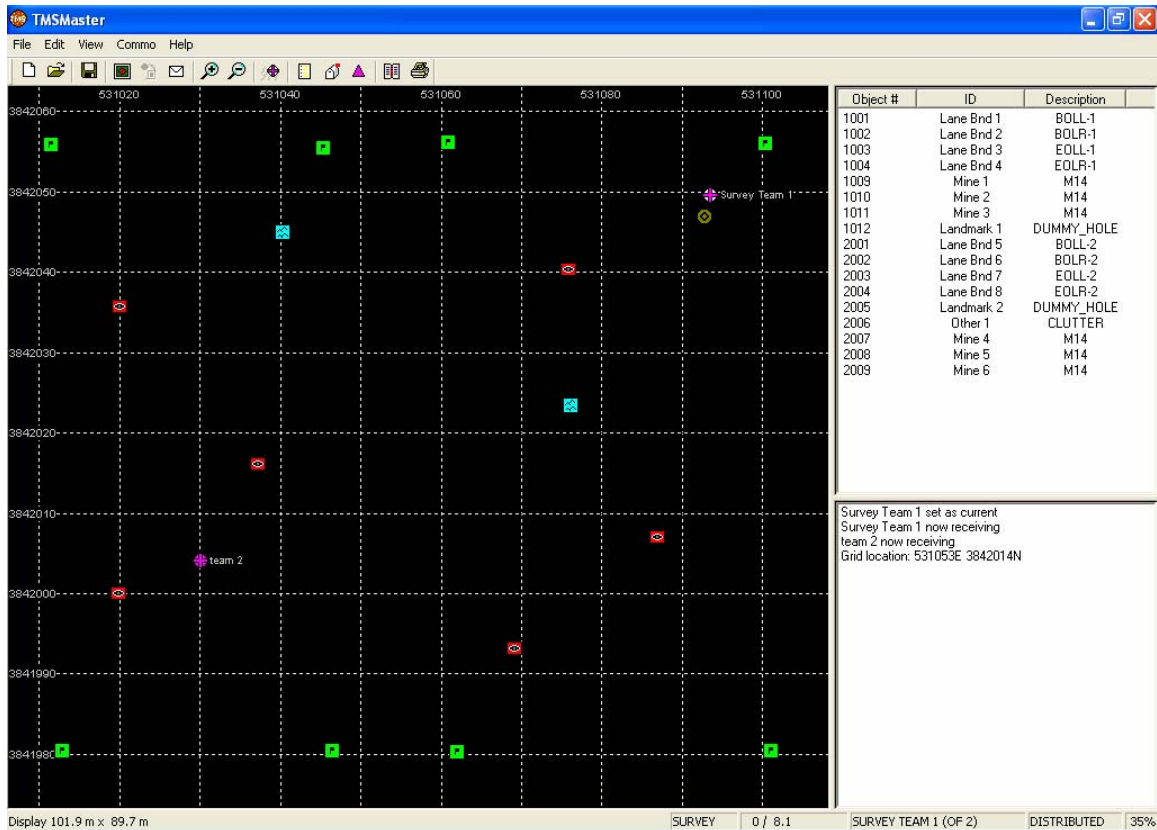 TMSMaster
File Edit View Commo Help
531020 531040 531060 531080 531100
3842060
3842050
Survey Team 1
3842040
3842030
3842020
3842010
team 2
3842000
3841990
3841980
Object # ID Description
1001 Lane Bnd 1 BOLL-1
1002 Lane Bnd 2 BOLR-1
1003 Lane Bnd 3 EOLL-1
1004 Lane Bnd 4 EOLR-1
1009 Mine 1 M14
1010 Mine 2 M14
1011 Mine 3 M14
1012 Landmark 1 DUMMY_HOLE
2001 Lane Bnd 5 BOLL-2
2002 Lane Bnd 6 BOLR-2
2003 Lane Bnd 7 EOLL-2
2004 Lane Bnd 8 EOLR-2
2005 Landmark 2 DUMMY_HOLE
2006 Other 1 CLUTTER
2007 Mine 4 M14
2008 Mine 5 M14
2009 Mine 6 M14
Survey Team 1 set as current
Survey Team 1 now receiving
team 2 now receiving
Grid location: 531053E 3842014N
Display 101.9 m x 89.7 m SURVEY 0 / 8.1 SURVEY TEAM 1 (OF 2) DISTRIBUTED 35%